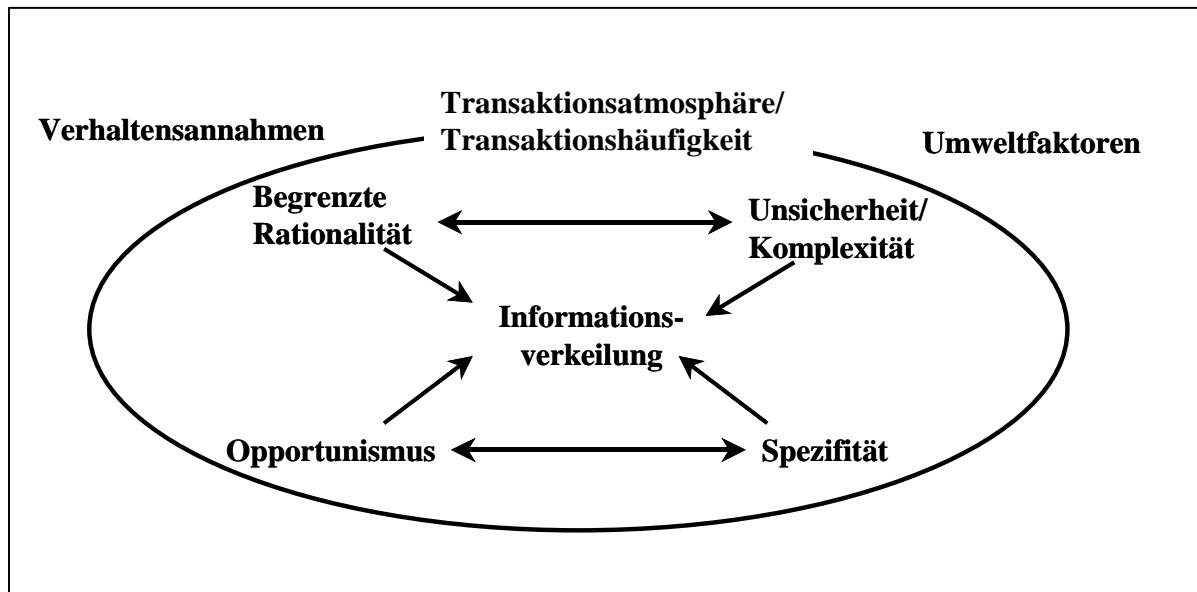 Transaktionsatmosphäre/
Transaktionshäufigkeit
Verhaltensannahmen
Umweltfaktoren
Begrenzte
Rationalität
Unsicherheit/
Komplexität
Informations-
verkeilung
Opportunismus
Spezifität